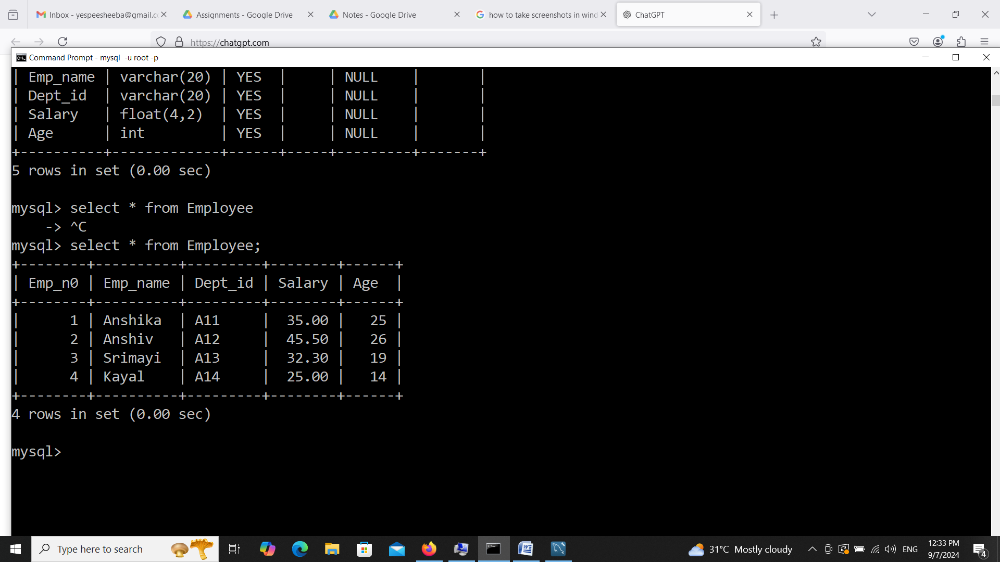 Inbox - yespeesheeba@gmail.c
Assignments - Google Drive
Notes - Google Drive
how to take screenshots in wind
ChatGPT
https://chatgpt.com
Command Prompt - mysql  -u root -p
| Emp_name | varchar(20) | YES  |     | NULL    |       |
| Dept_id  | varchar(20) | YES  |     | NULL    |       |
| Salary   | float(4,2)  | YES  |     | NULL    |       |
| Age      | int         | YES  |     | NULL    |       |
+----------+-------------+------+-----+---------+-------+
5 rows in set (0.00 sec)
mysql> select * from Employee
    -> ^C
mysql> select * from Employee;
+--------+----------+---------+--------+------+
| Emp_n0 | Emp_name | Dept_id | Salary | Age  |
+--------+----------+---------+--------+------+
|      1 | Anshika  | A11     |  35.00 |   25 |
|      2 | Anshiv   | A12     |  45.50 |   26 |
|      3 | Srimayi  | A13     |  32.30 |   19 |
|      4 | Kayal    | A14     |  25.00 |   14 |
+--------+----------+---------+--------+------+
4 rows in set (0.00 sec)
mysql>
Type here to search
31°C  Mostly cloudy
ENG
12:33 PM
9/7/2024
4